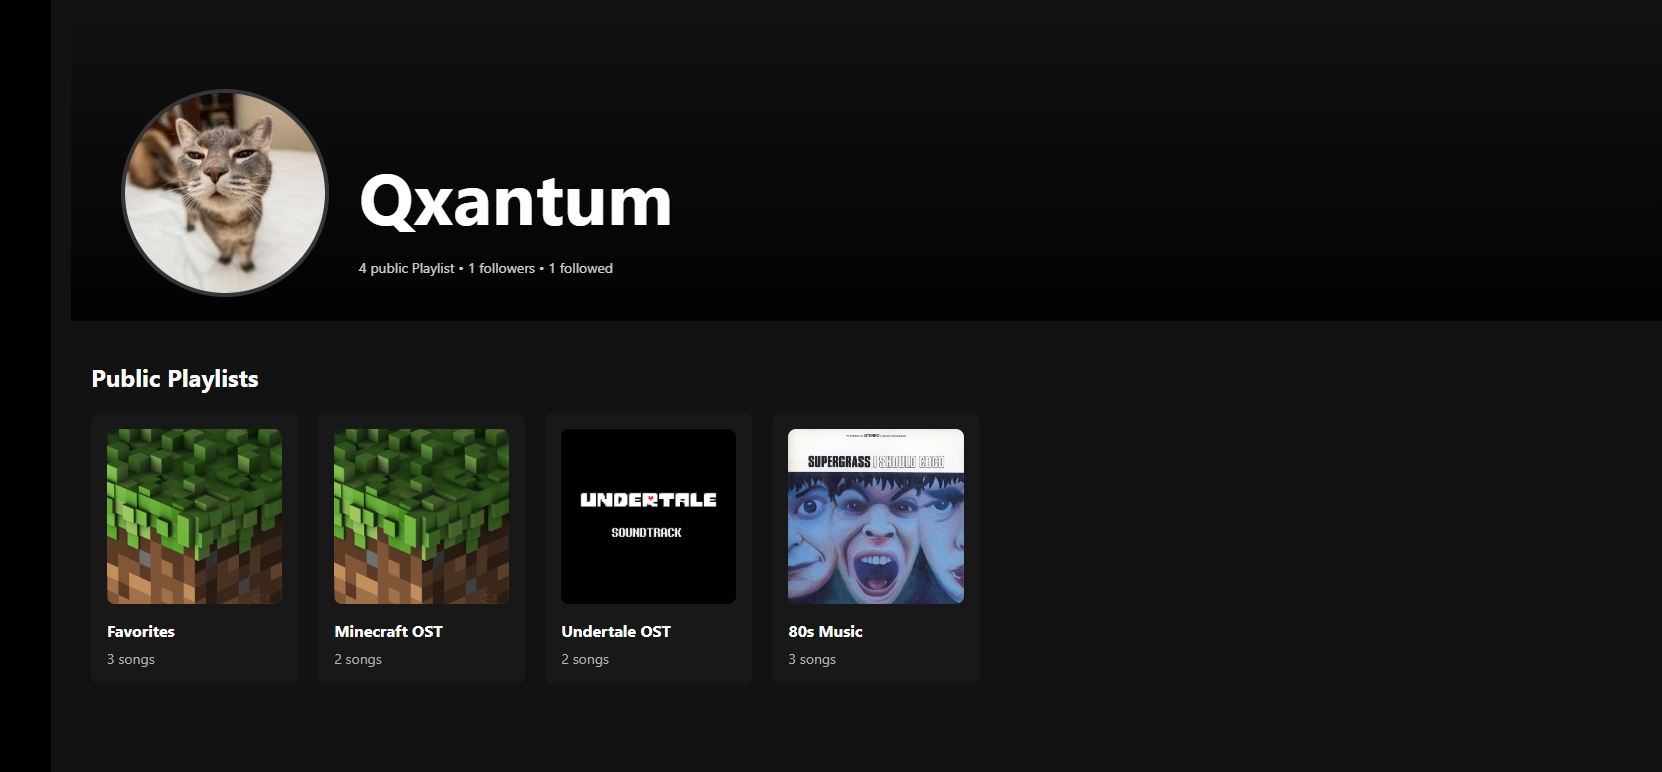 Qxantum
4 public Playlist • 1 followers • 1 followed
Public Playlists
UNDERTALE
SOUNDTRACK
SUPERGRASS I SHOULD COCO
Favorites
Minecraft OST
Undertale OST
80s Music
3 songs
2 songs
2 songs
3 songs